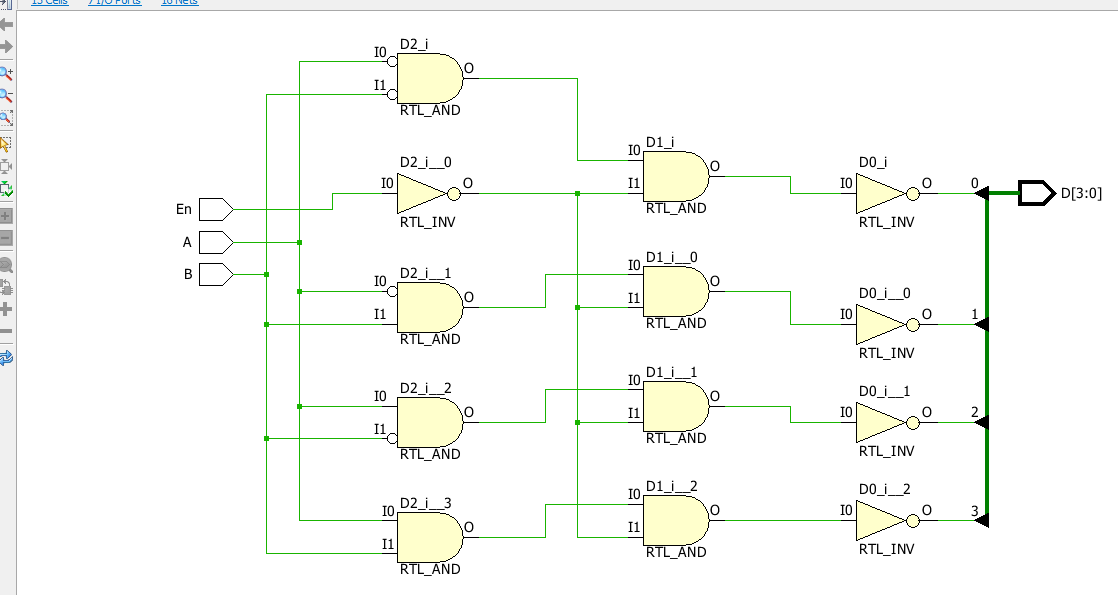 15 Cells 7 I/O Ports 16 Nets
D2_i
I0
I1
O
RTL_AND
D2_i__0
I0
O
RTL_INV
En
A
B
D2_i__1
I0
I1
O
RTL_AND
D2_i__2
I0
I1
O
RTL_AND
D2_i__3
I0
I1
O
RTL_AND
D1_i
I0
I1
O
RTL_AND
D1_i__0
I0
I1
O
RTL_AND
D1_i__1
I0
I1
O
RTL_AND
D1_i__2
I0
I1
O
RTL_AND
D0_i
I0
O
RTL_INV
D0_i__0
I0
O
RTL_INV
D0_i__1
I0
O
RTL_INV
D0_i__2
I0
O
RTL_INV
0
1
2
3
D[3:0]